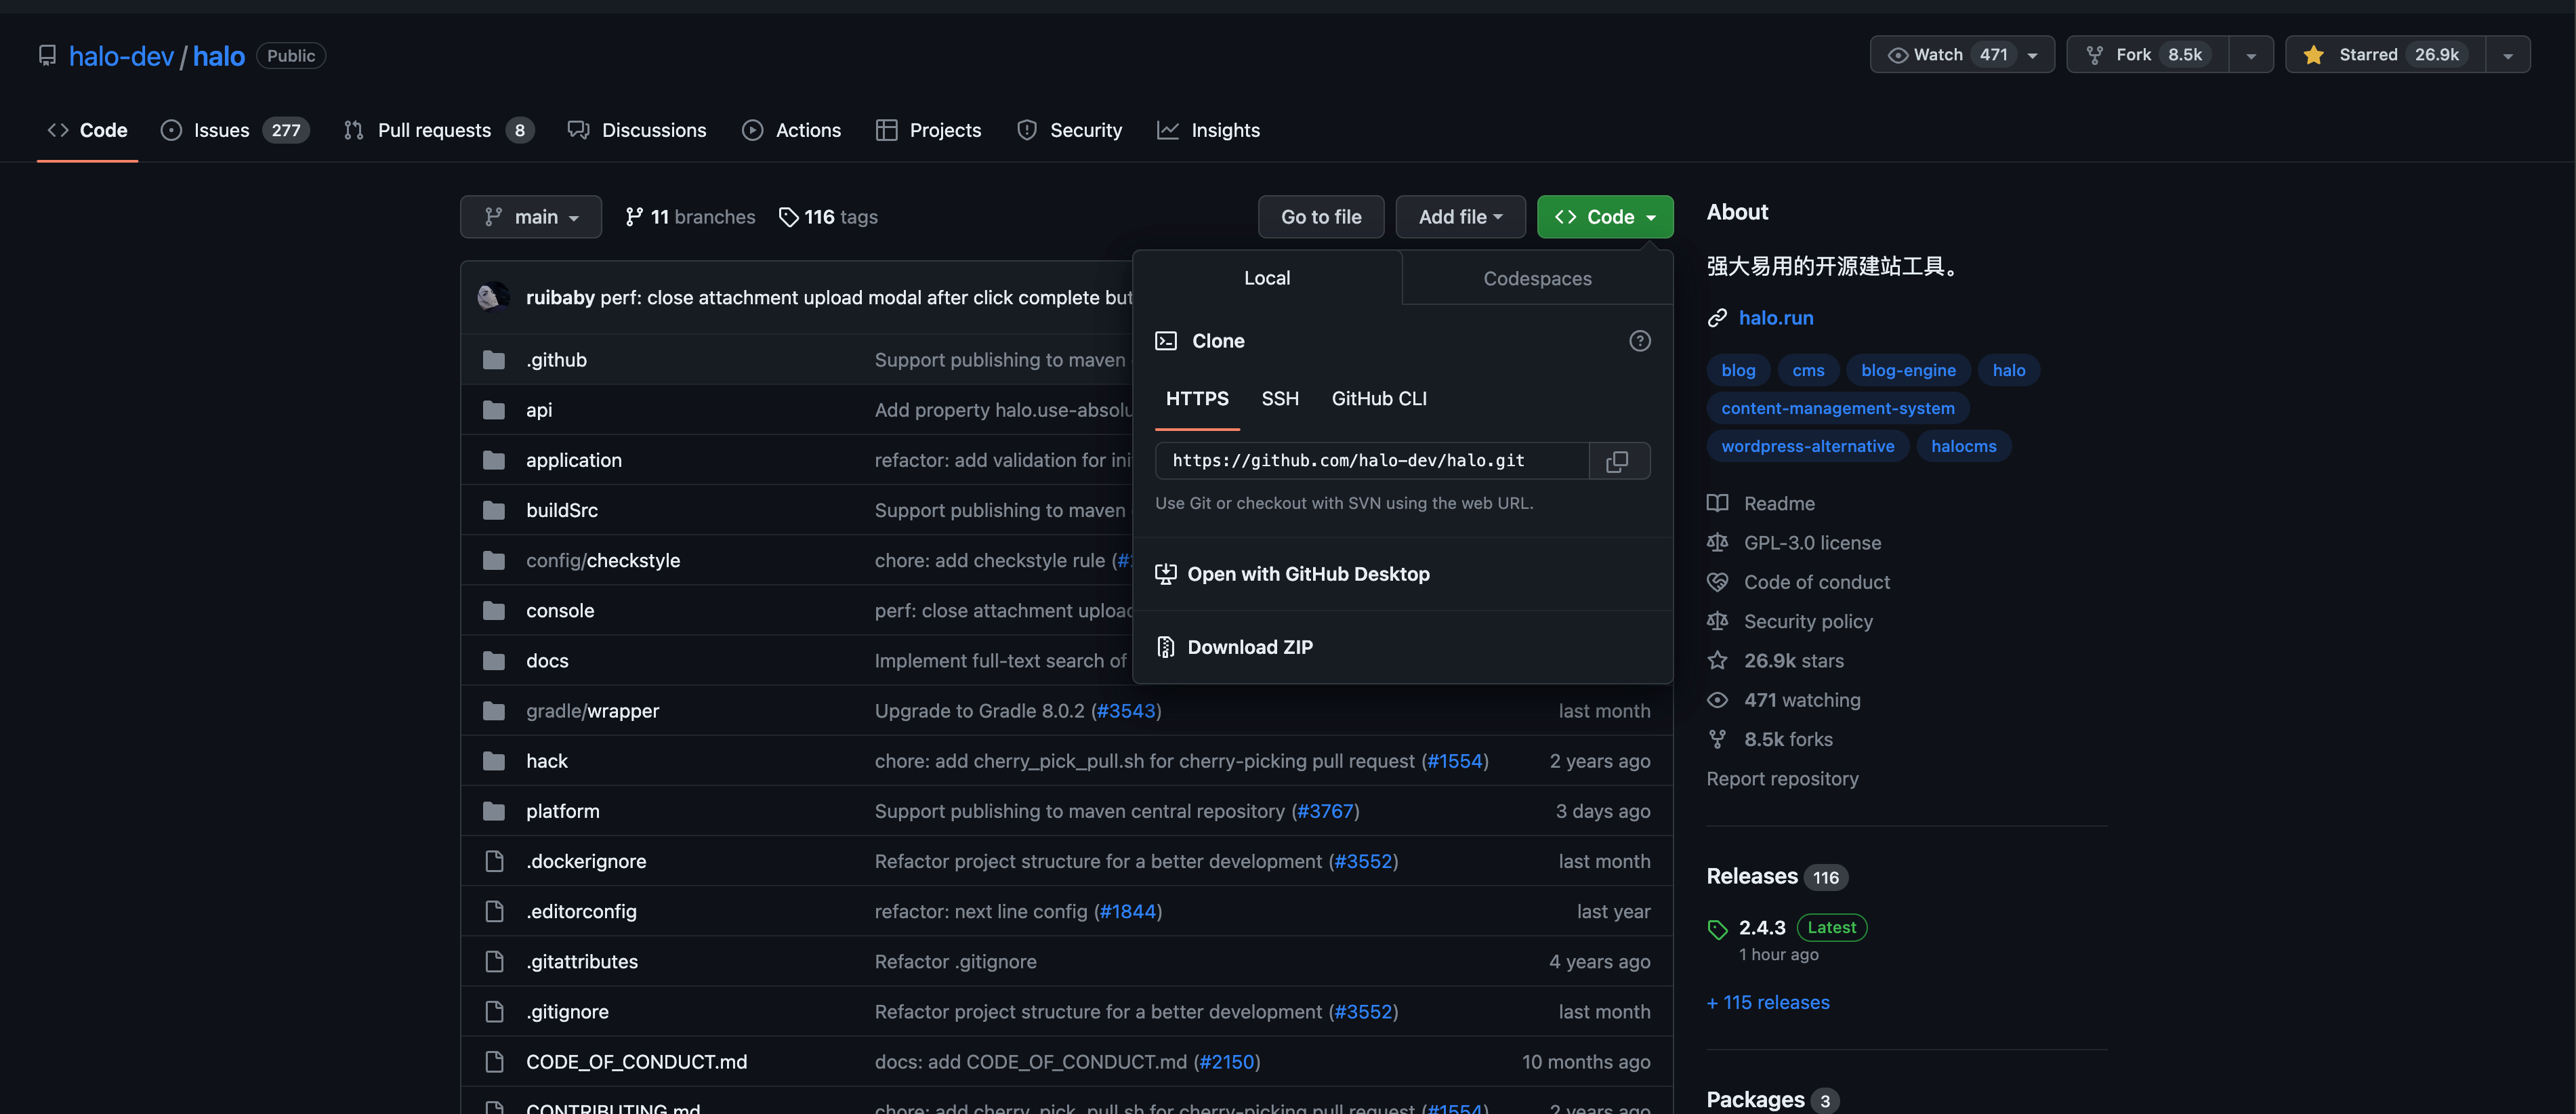 halo-dev / halo Public
Watch 471
Fork 8.5k
Starred 26.9k
Code
Issues 277
Pull requests 8
Discussions
Actions
Projects
Security
Insights
main
11 branches
116 tags
Go to file
Add file
Code
Local
Codespaces
Clone
HTTPS
SSH
GitHub CLI
https://github.com/halo-dev/halo.git
Use Git or checkout with SVN using the web URL.
Open with GitHub Desktop
Download ZIP
ruibaby perf: close attachment upload modal after click complete but
.github Support publishing to maven
api Add property halo.use-absolu
application refactor: add validation for ini
buildSrc Support publishing to maven
config/checkstyle chore: add checkstyle rule (#
console perf: close attachment upload
docs Implement full-text search of
gradle/wrapper Upgrade to Gradle 8.0.2 (#3543) last month
hack chore: add cherry_pick_pull.sh for cherry-picking pull request (#1554) 2 years ago
platform Support publishing to maven central repository (#3767) 3 days ago
.dockerignore Refactor project structure for a better development (#3552) last month
.editorconfig refactor: next line config (#1844) last year
.gitattributes Refactor .gitignore 4 years ago
.gitignore Refactor project structure for a better development (#3552) last month
CODE_OF_CONDUCT.md docs: add CODE_OF_CONDUCT.md (#2150) 10 months ago
CONTRIBUTING.md chore: add cherry_pick_pull.sh for cherry-picking pull request (#1554) 2 years ago
About
强大易用的开源建站工具。
halo.run
blog cms blog-engine halo
content-management-system
wordpress-alternative halocms
Readme
GPL-3.0 license
Code of conduct
Security policy
26.9k stars
471 watching
8.5k forks
Report repository
Releases 116
2.4.3 Latest
1 hour ago
+ 115 releases
Packages 3